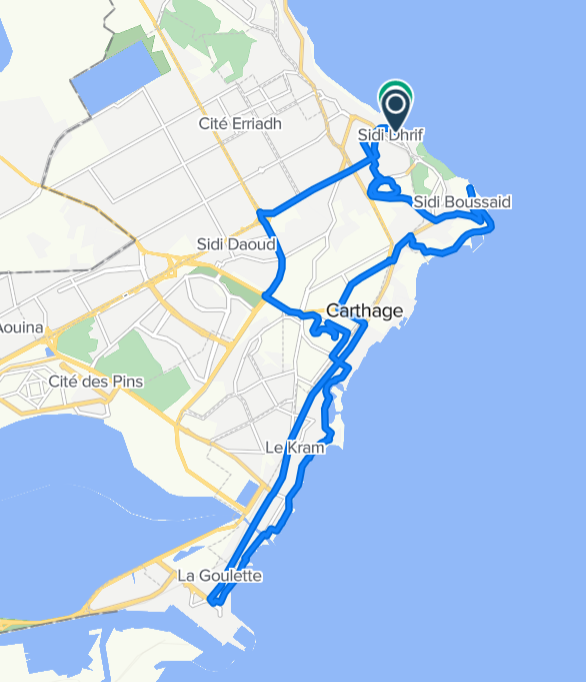 Cité Erriadh
Sidi Dhrif
Sidi Boussaid
Sidi Daoud
Carthage
Aouina
Cité des Pins
Le Kram
La Goulette